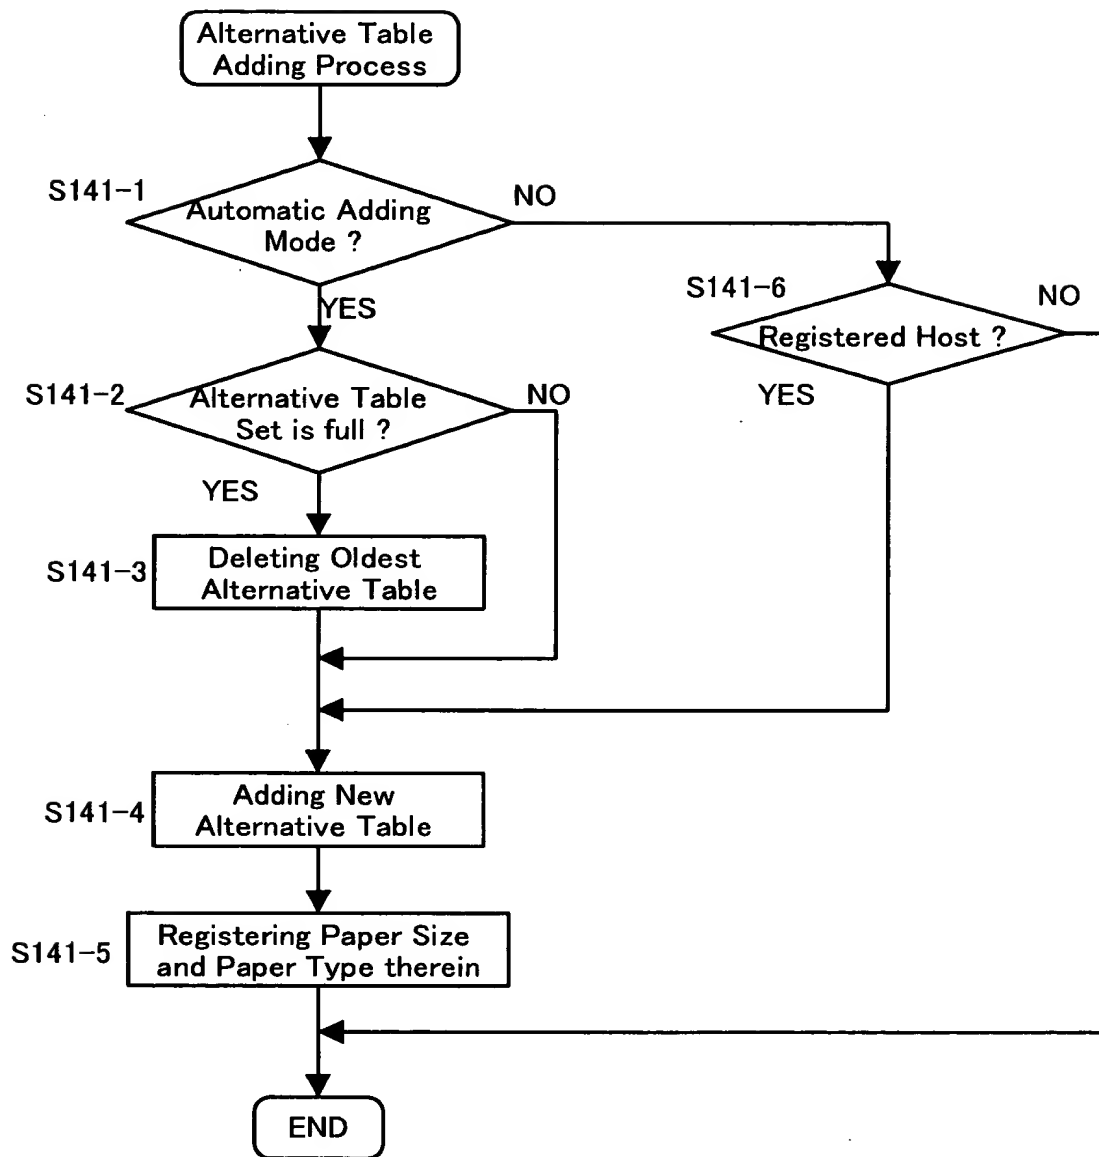 Alternative Table
Adding Process
S141-1
Automatic Adding
Mode ?
NO
YES
S141-6
Registered Host ?
NO
YES
S141-2
Alternative Table
Set is full ?
NO
YES
S141-3
Deleting Oldest
Alternative Table
S141-4
Adding New
Alternative Table
S141-5
Registering Paper Size
and Paper Type therein
END